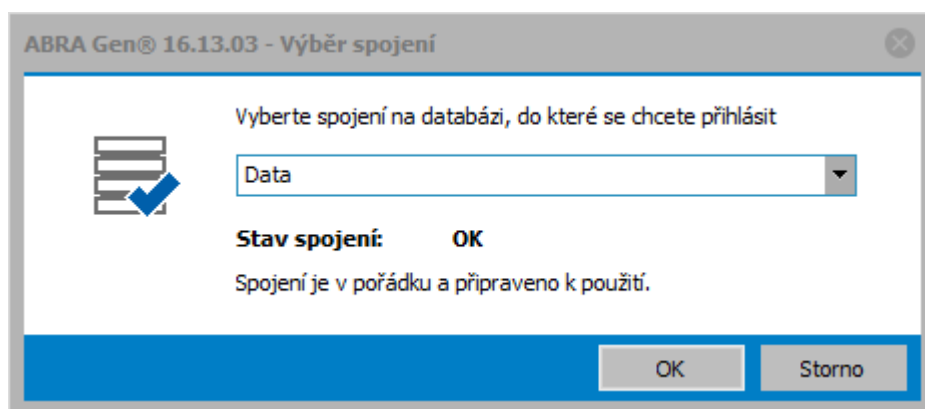 ABRA Gen® 16.13.03 - Výběr spojení
Vyberte spojení na databázi, do které se chcete přihlásit
Data
Stav spojení: OK
Spojení je v pořádku a připraveno k použití.
OK Storno